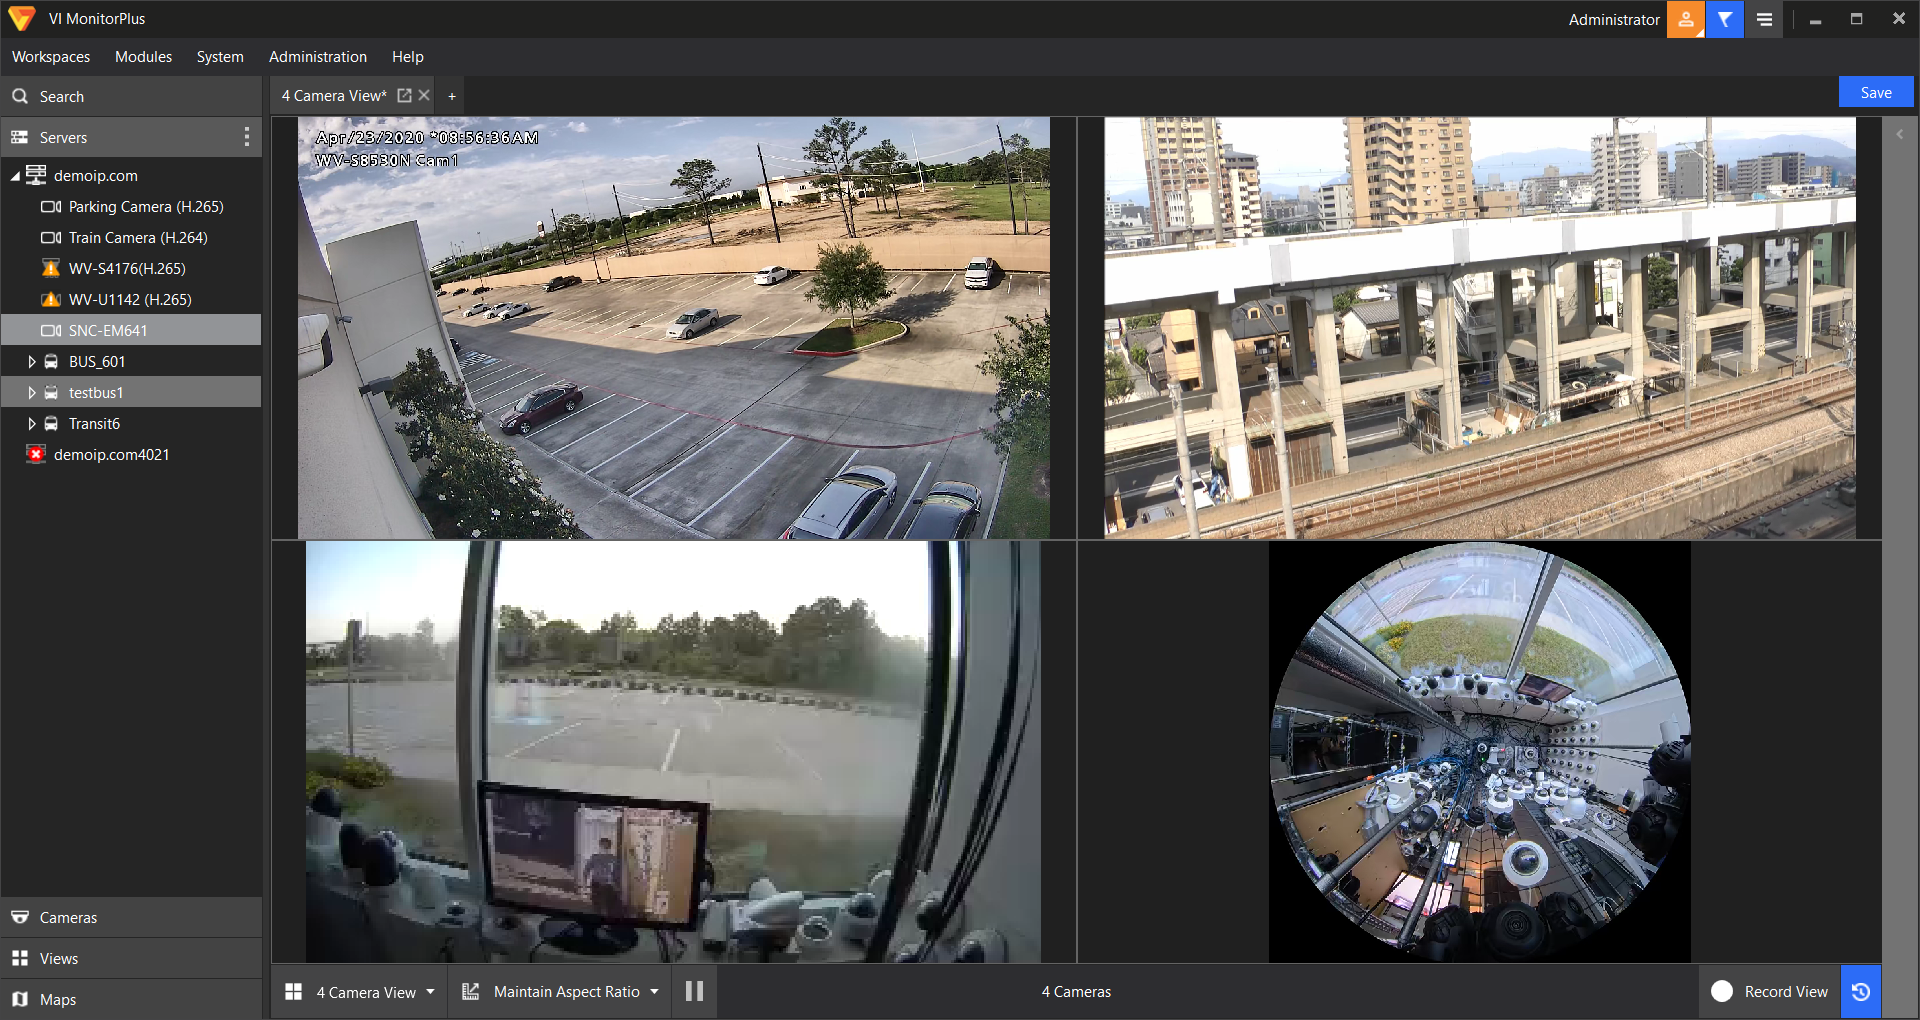 VI MonitorPlus
Administrator
Workspaces Modules System Administration Help
Search
4 Camera View* +
Save
Servers
demoip.com
Parking Camera (H.265)
Train Camera (H.264)
WV-S4176(H.265)
WV-U1142 (H.265)
SNC-EM641
BUS_601
testbus1
Transit6
demoip.com4021
Apr/23/2020 *08:56:36AM
WV-S8530N Cam1
Cameras
Views
Maps
4 Camera View
Maintain Aspect Ratio
4 Cameras
Record View